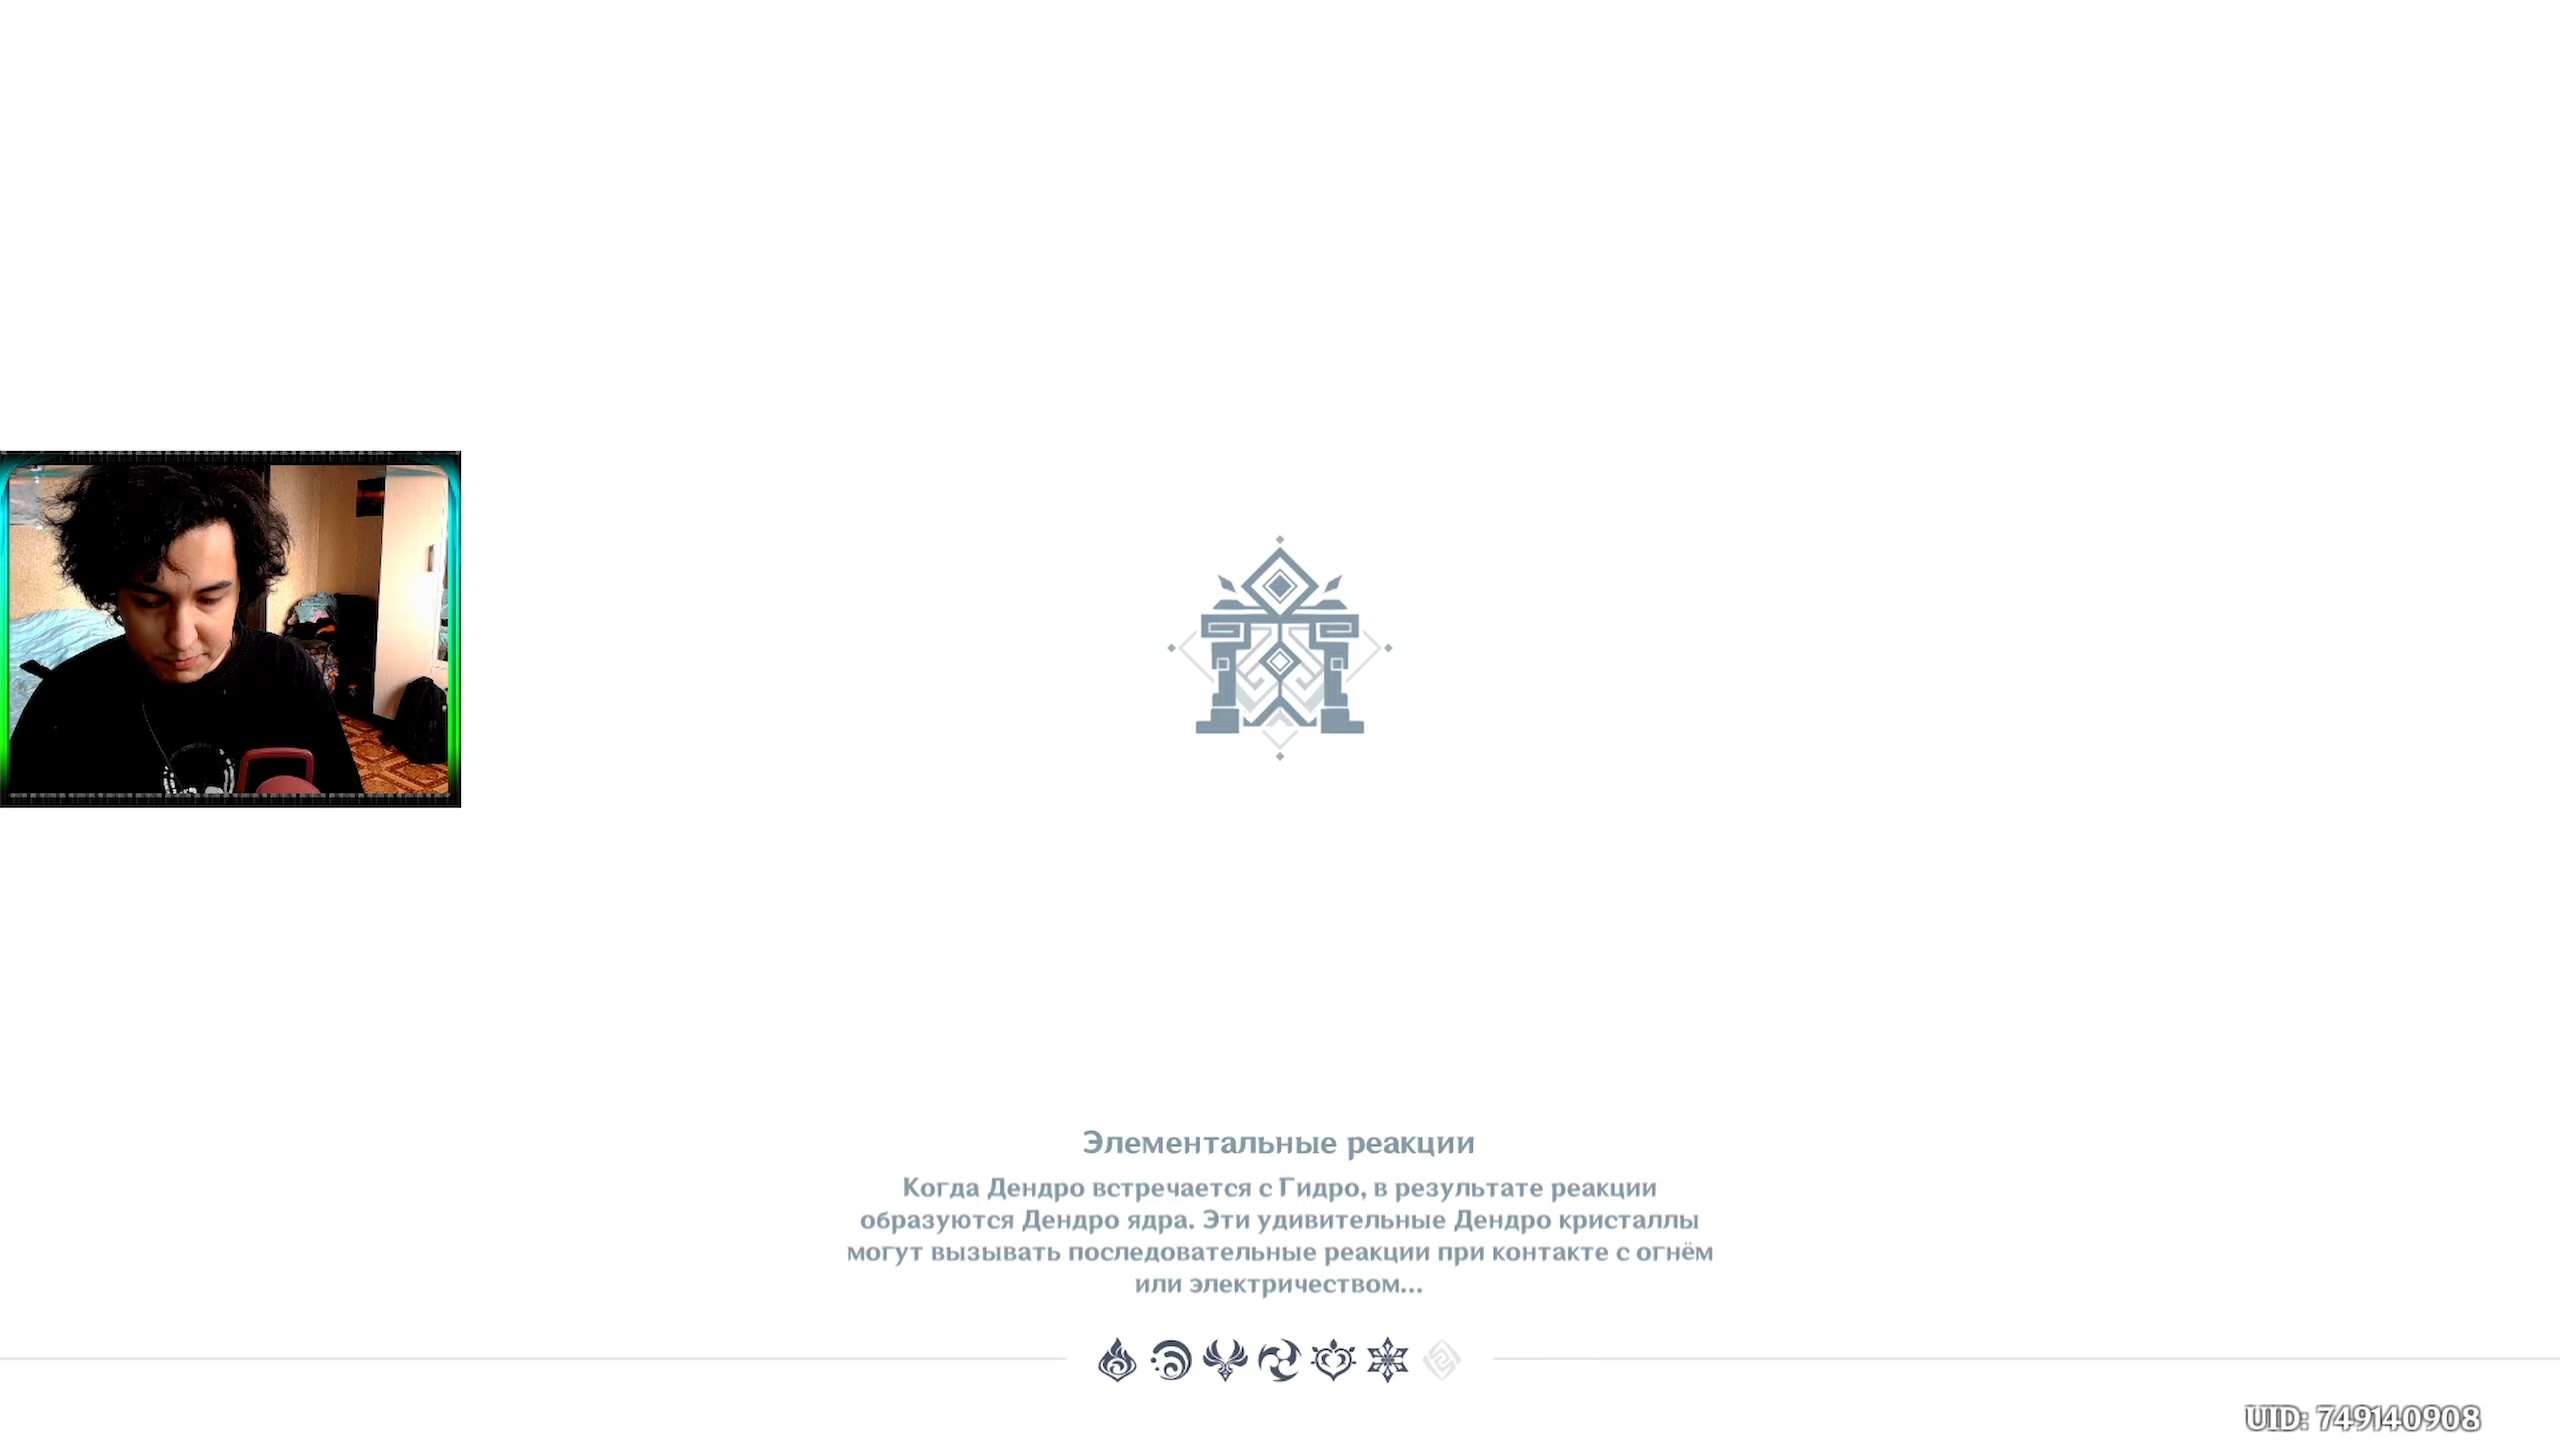 Элементальные реакции
Когда Дендро встречается с Гидро, в результате реакции
образуются Дендро ядра. Эти удивительные Дендро кристаллы
могут вызывать последовательные реакции при контакте с огнём
или электричеством...
UID: 749140908